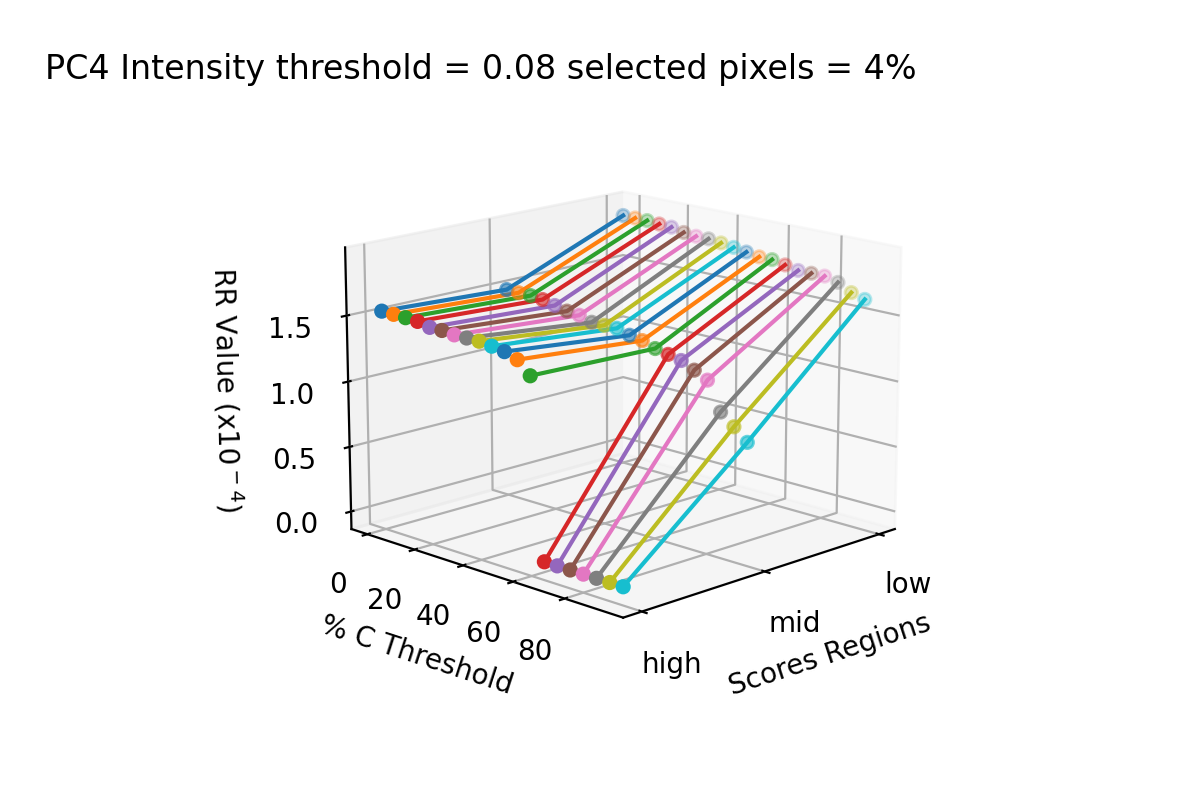 PC4 Intensity threshold = 0.08 selected pixels = 4%
RR Value (x10⁻⁴)
1.5
1.0
0.5
0.0
0
20
40
60
80
% C Threshold
high
mid
low
Scores Regions